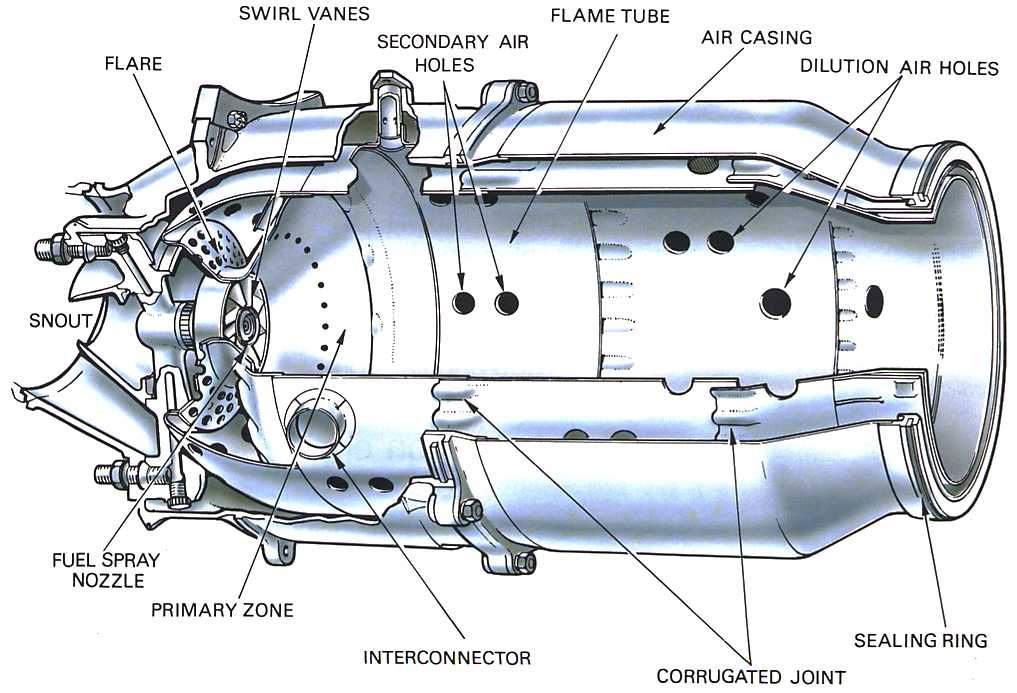 SWIRL VANES
FLAME TUBE
SECONDARY AIR
HOLES
AIR CASING
FLARE
DILUTION AIR HOLES
SNOUT
FUEL SPRAY
NOZZLE
PRIMARY ZONE
INTERCONNECTOR
SEALING RING
CORRUGATED JOINT